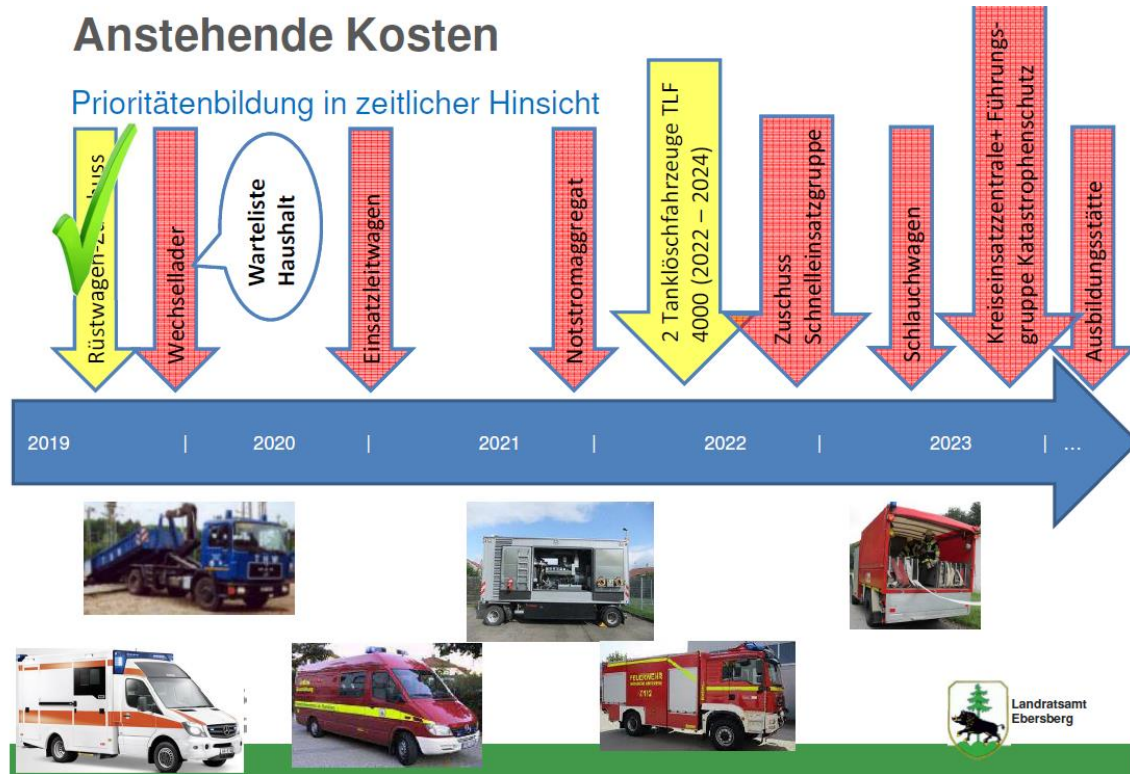 Anstehende Kosten
Prioritätenbildung in zeitlicher Hinsicht
Wechsellader
Warteliste
Haushalt
Einsatzleitwagen
Notstromaggregat
2 Tanklöschfahrzeuge TLF
4000 (2022 – 2024)
Zuschuss
Schnelleinsatzgruppe
Schlauchwagen
Kreiseinsatzzentrale+ Führungs-
gruppe Katastrophenschutz
Ausbildungsstätte
2019 | 2020 | 2021 | 2022 | 2023 | ...
FEUERWEHR
Landratsamt
Ebersberg